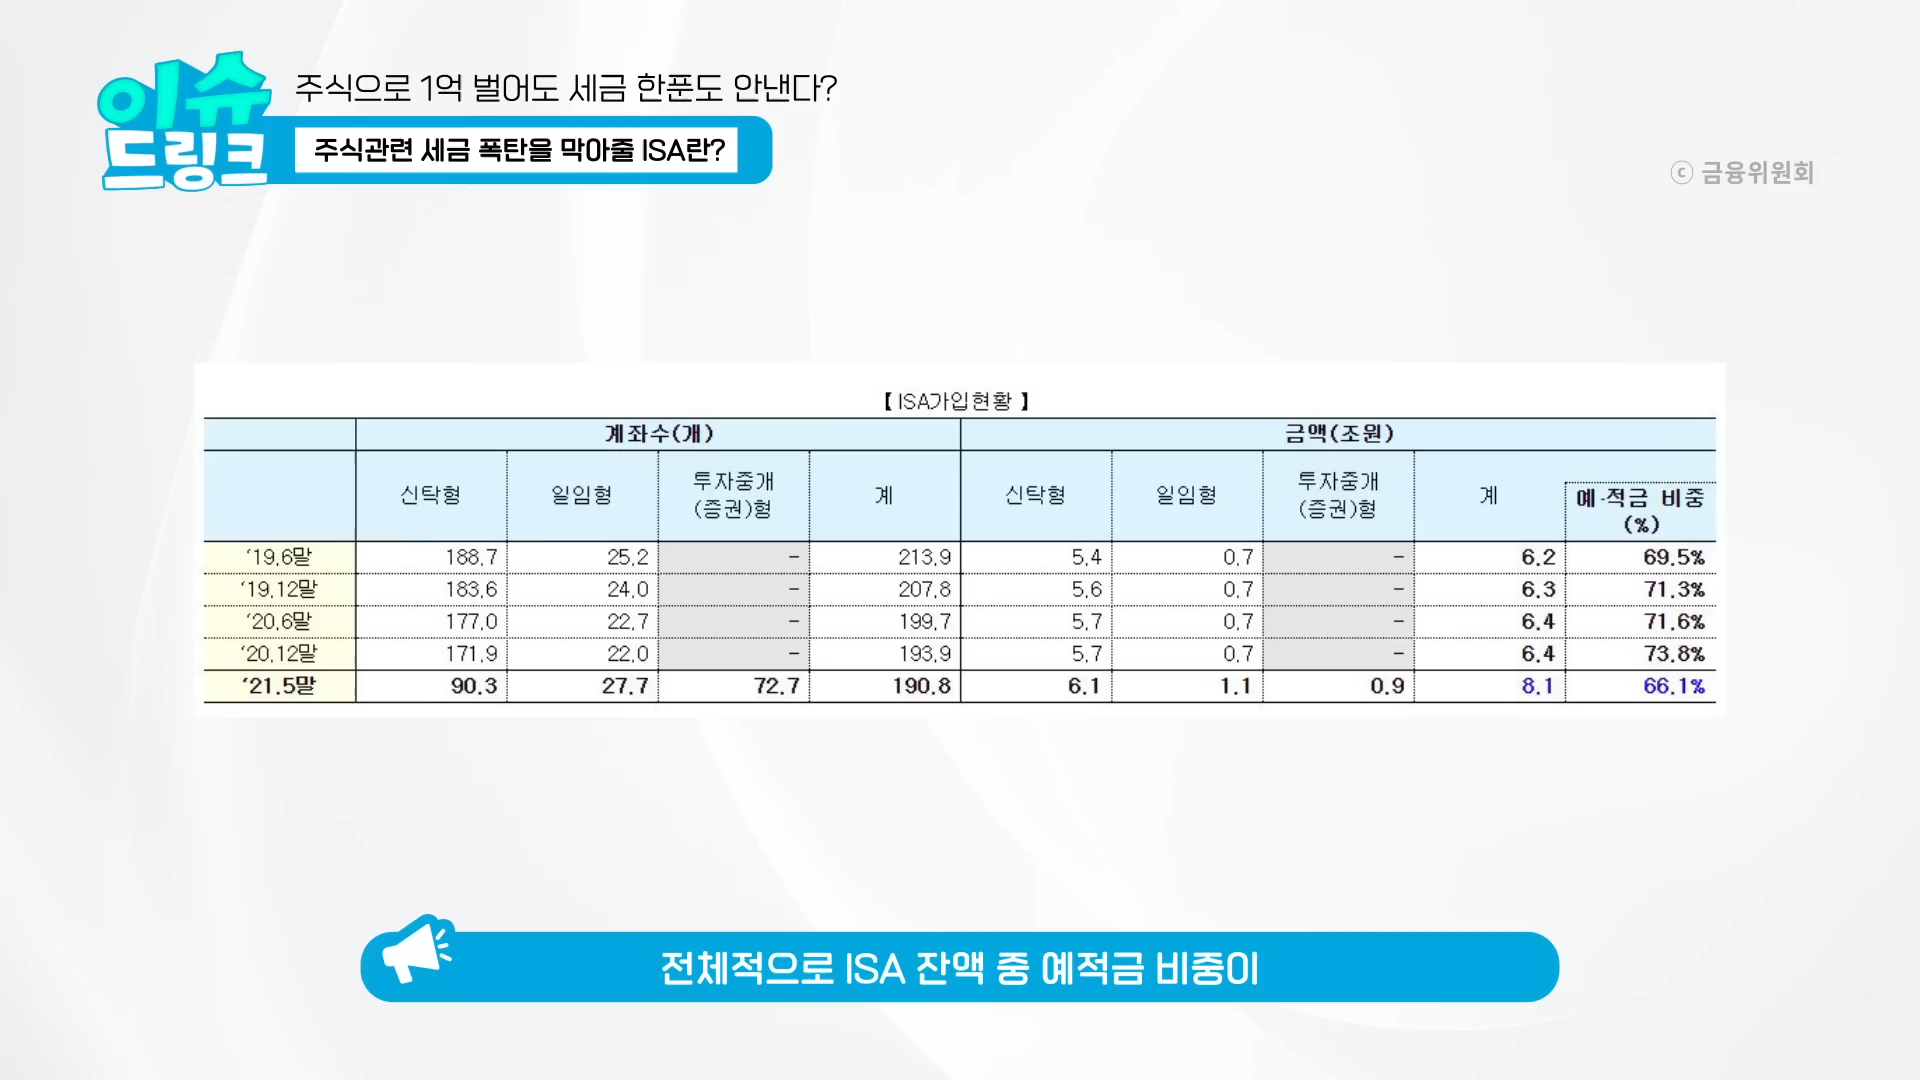 이슈
드링크
주식으로 1억 벌어도 세금 한푼도 안낸다?
주식관련 세금 폭탄을 막아줄 ISA란?
ⓒ 금융위원회
【 ISA가입현황 】
계좌수(개) 금액(조원)
신탁형 일임형 투자중개(증권)형 계 신탁형 일임형 투자중개(증권)형 계 예·적금 비중(%)
‘19.6말 188.7 25.2 - 213.9 5.4 0.7 - 6.2 69.5%
‘19.12말 183.6 24.0 - 207.8 5.6 0.7 - 6.3 71.3%
‘20.6말 177.0 22.7 - 199.7 5.7 0.7 - 6.4 71.6%
‘20.12말 171.9 22.0 - 193.9 5.7 0.7 - 6.4 73.8%
‘21.5말 90.3 27.7 72.7 190.8 6.1 1.1 0.9 8.1 66.1%
전체적으로 ISA 잔액 중 예적금 비중이